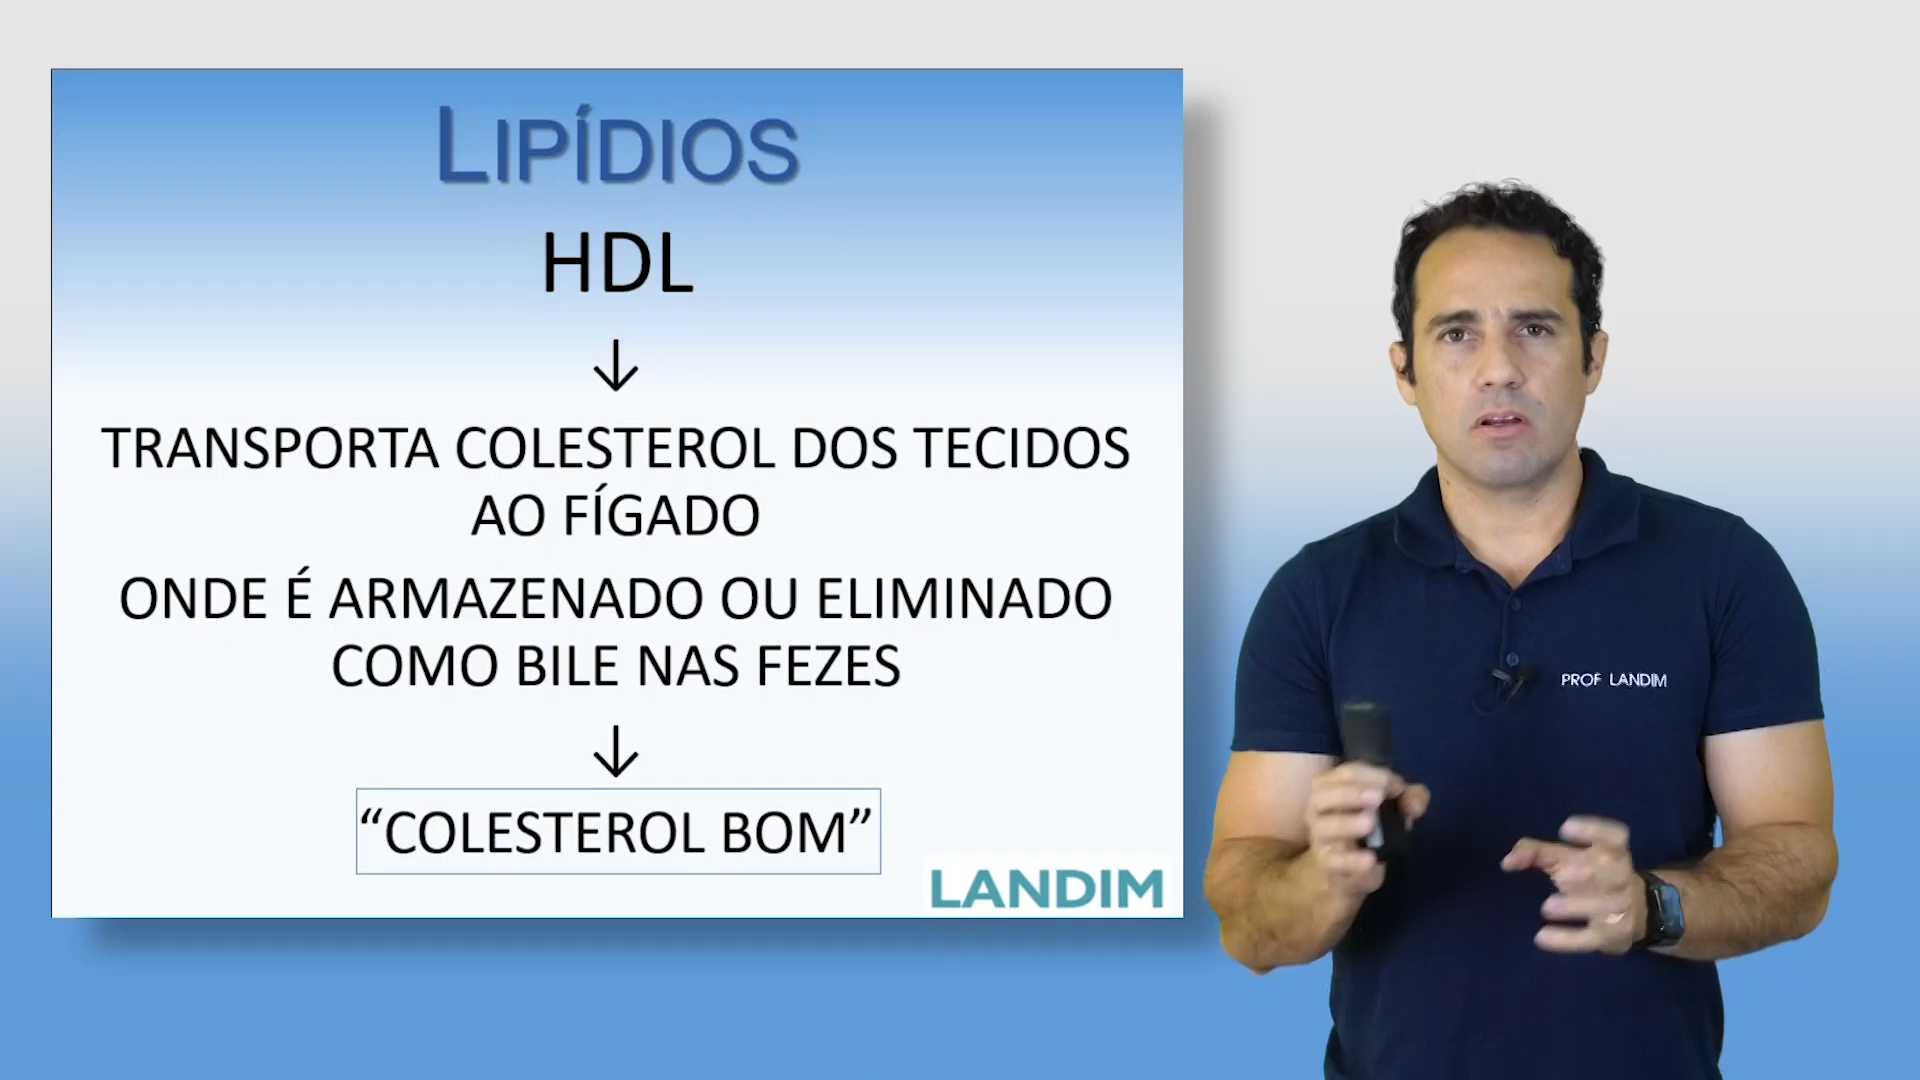 LIPÍDIOS
HDL
↓
TRANSPORTA COLESTEROL DOS TECIDOS
AO FÍGADO
ONDE É ARMAZENADO OU ELIMINADO
COMO BILE NAS FEZES
↓
“COLESTEROL BOM”
LANDIM
PROF LANDIM